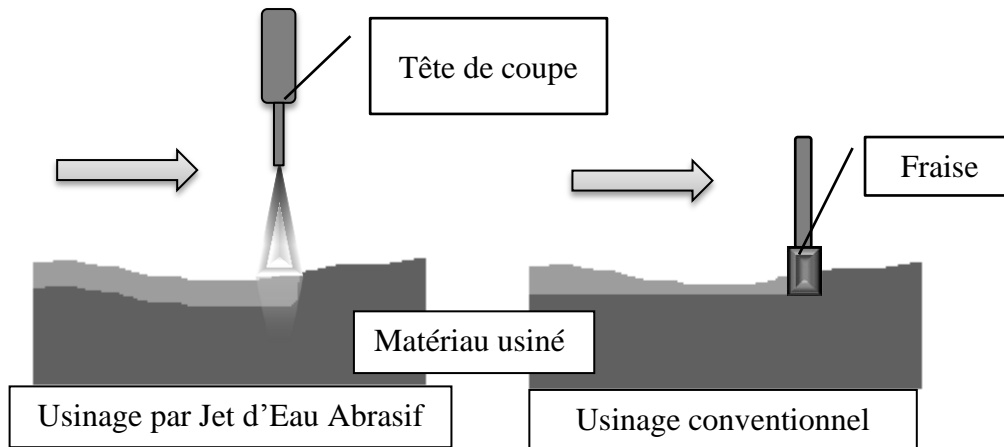 Tête de coupe
Fraise
Matériau usiné
Usinage par Jet d’Eau Abrasif
Usinage conventionnel